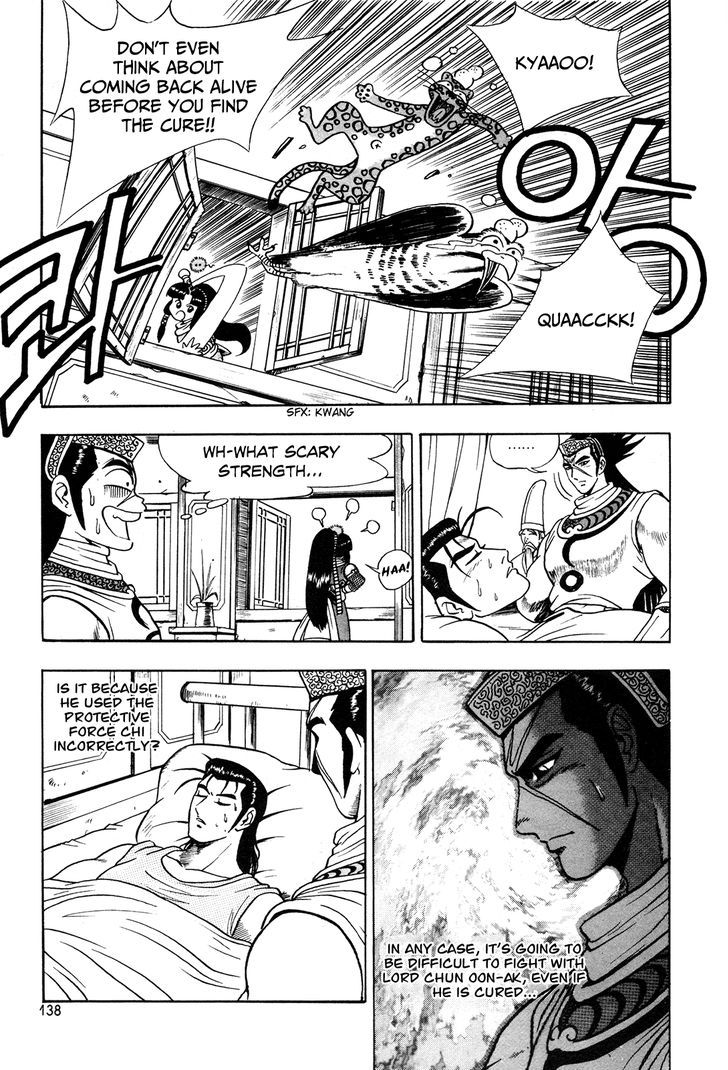 DON'T EVEN
THINK ABOUT
COMING BACK ALIVE
BEFORE YOU FIND
THE CURE!!
KYAAOO!
콰
아
앙
QUAACCKK!
SFX: KWANG
WH-WHAT SCARY
STRENGTH...
HAA!
......
IS IT BECAUSE
HE USED THE
PROTECTIVE
FORCE CHI
INCORRECTLY?
IN ANY CASE, IT'S GOING TO
BE DIFFICULT TO FIGHT WITH
LORD CHUN OON-AK, EVEN IF
HE IS CURED...
138